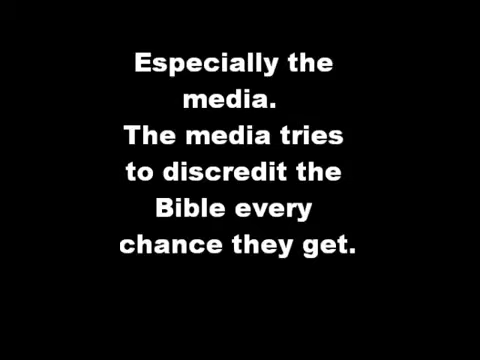 Especially the
media.
The media tries
to discredit the
Bible every
chance they get.